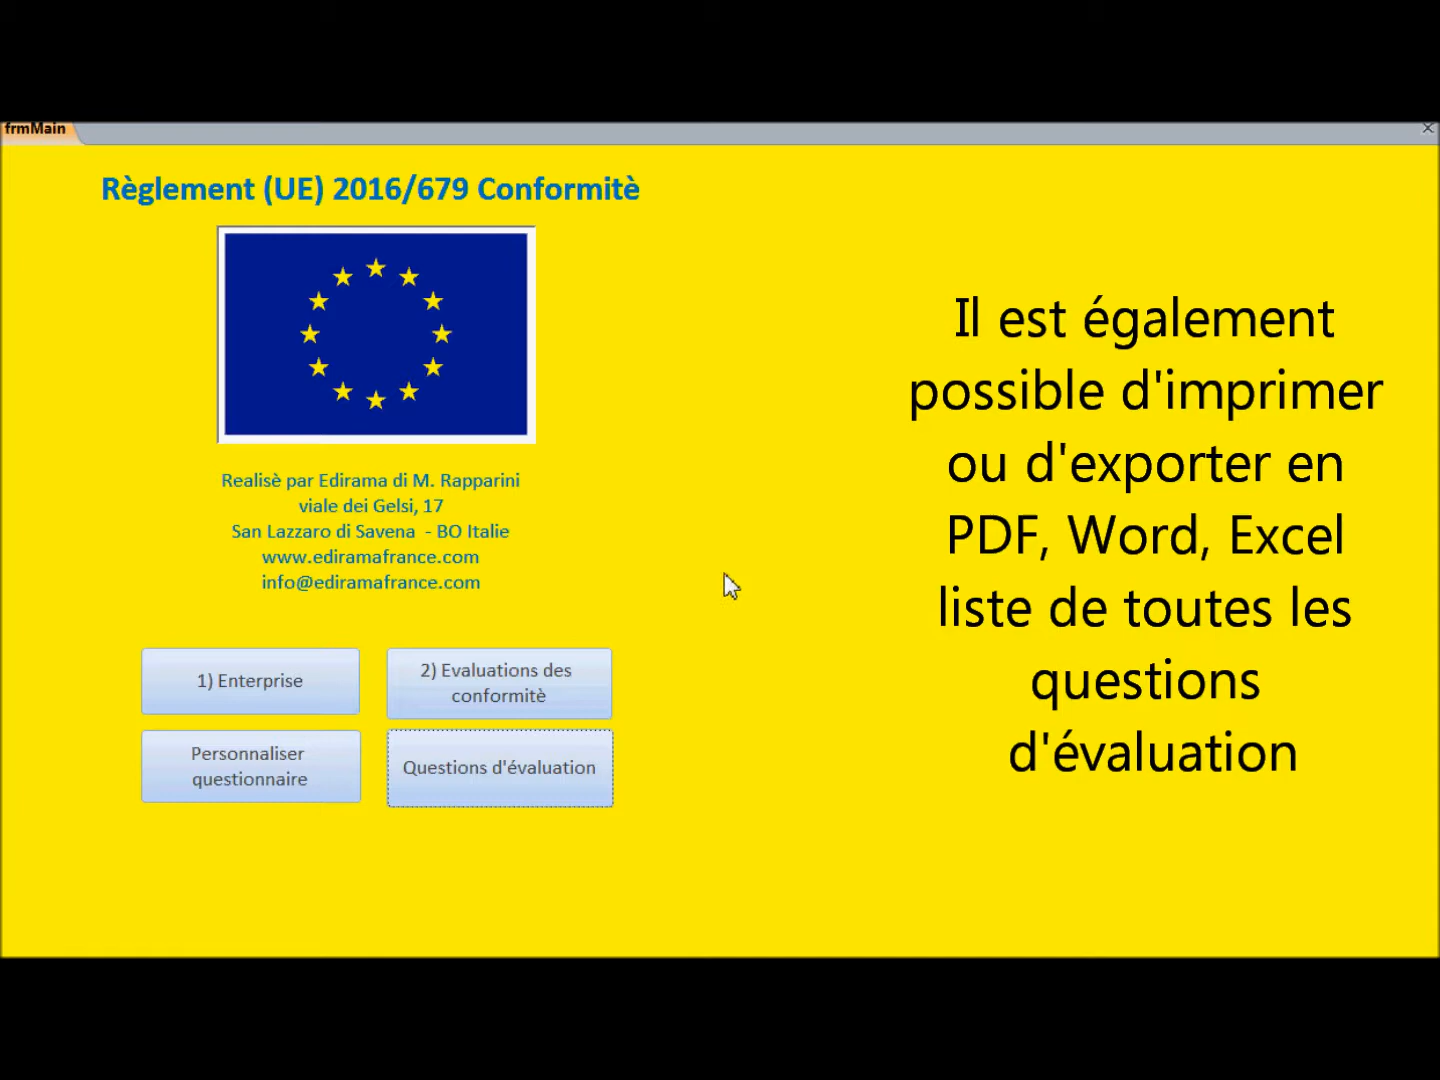 frmMain
Règlement (UE) 2016/679 Conformitè
Realisè par Edirama di M. Rapparini
viale dei Gelsi, 17
San Lazzaro di Savena - BO Italie
www.ediramafrance.com
info@ediramafrance.com
1) Enterprise
2) Evaluations des
conformitè
Personnaliser
questionnaire
Questions d'évaluation
Il est également
possible d'imprimer
ou d'exporter en
PDF, Word, Excel
liste de toutes les
questions
d'évaluation